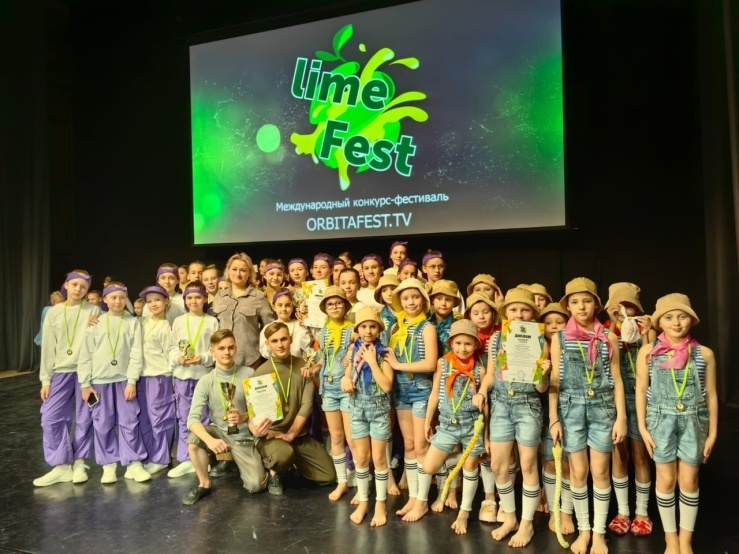 lime
Fest
Международный конкурс-фестиваль
ORBITAFEST.TV